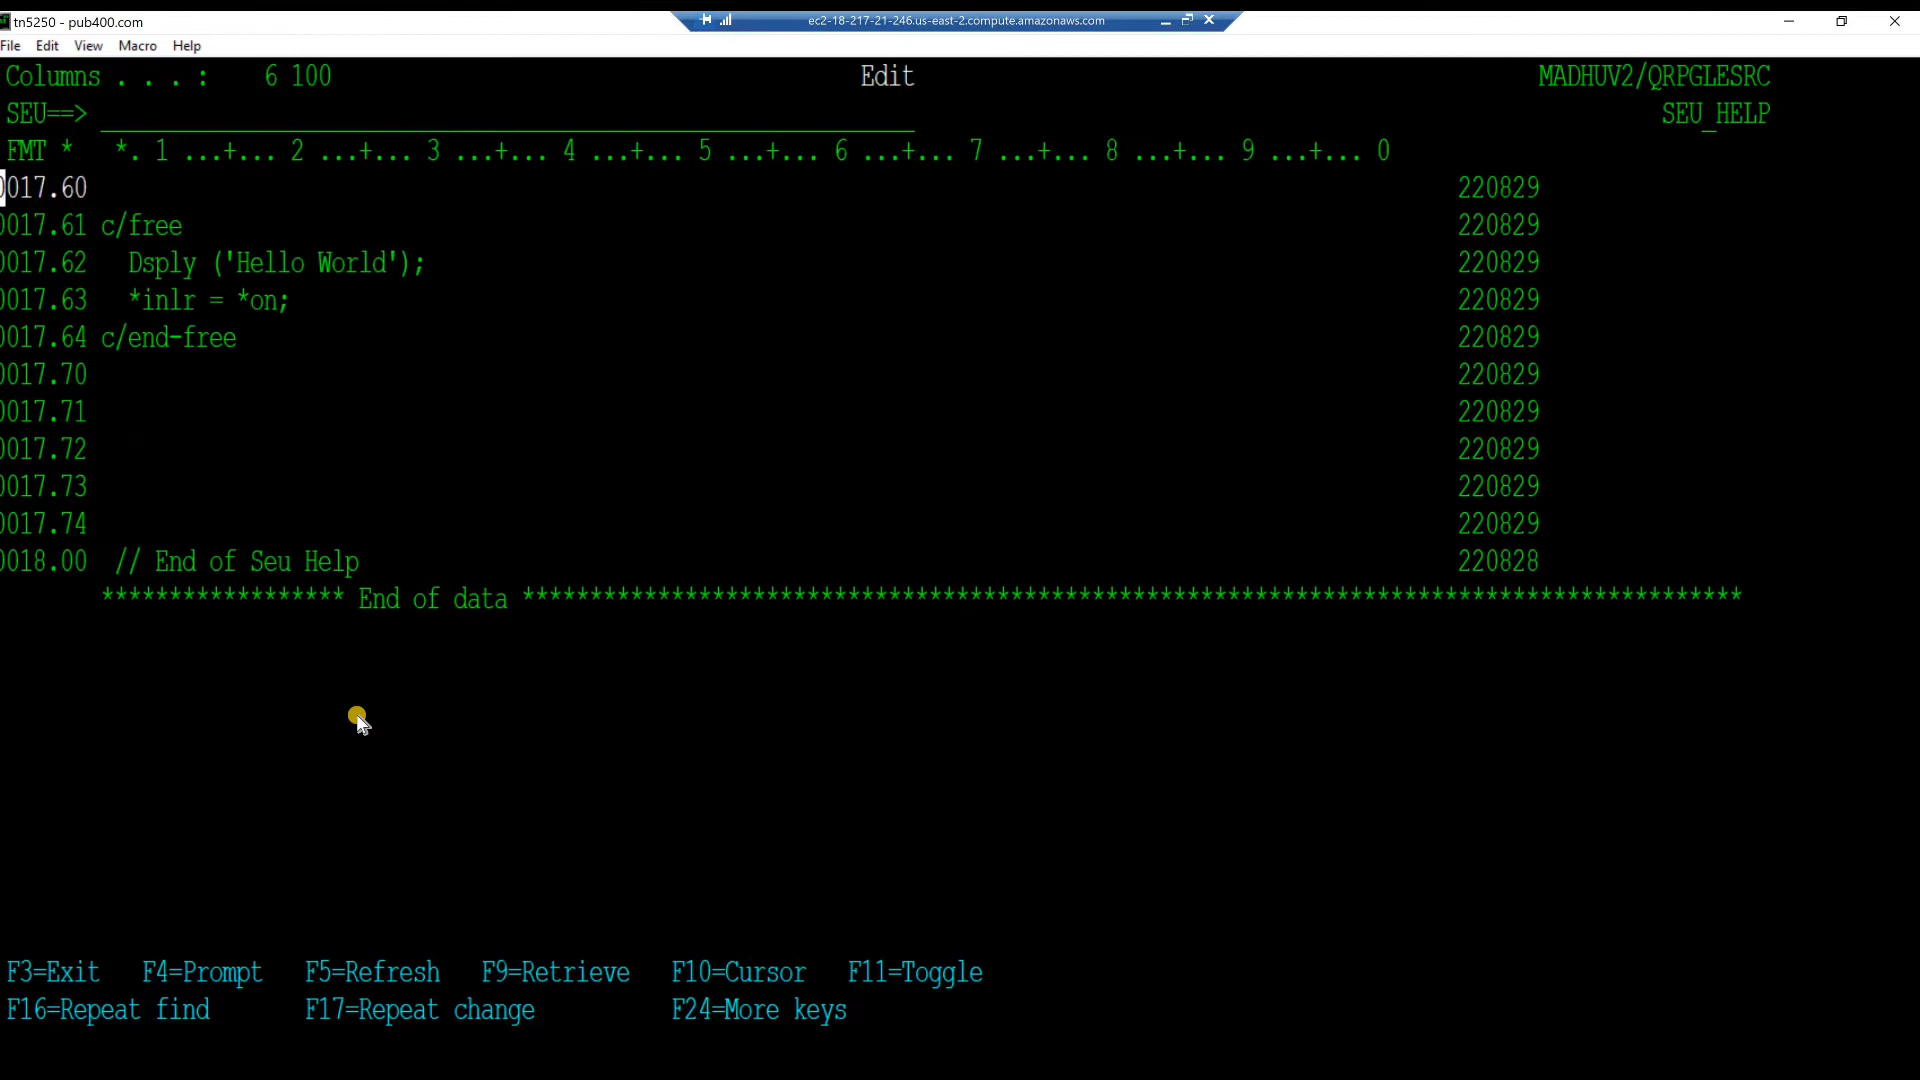 tn5250 - pub400.com
ec2-18-217-21-246.us-east-2.compute.amazonaws.com
File Edit View Macro Help
Columns . . . : 6 100 Edit MADHUV2/QRPGLESRC
SEU==> SEU_HELP
FMT * *. 1 ...+... 2 ...+... 3 ...+... 4 ...+... 5 ...+... 6 ...+... 7 ...+... 8 ...+... 9 ...+... 0
0017.60 220829
0017.61 c/free 220829
0017.62 Dsply ('Hello World'); 220829
0017.63 *inlr = *on; 220829
0017.64 c/end-free 220829
0017.70 220829
0017.71 220829
0017.72 220829
0017.73 220829
0017.74 220829
0018.00 // End of Seu Help 220828
****************** End of data ******************************************************************************************
F3=Exit F4=Prompt F5=Refresh F9=Retrieve F10=Cursor F11=Toggle
F16=Repeat find F17=Repeat change F24=More keys